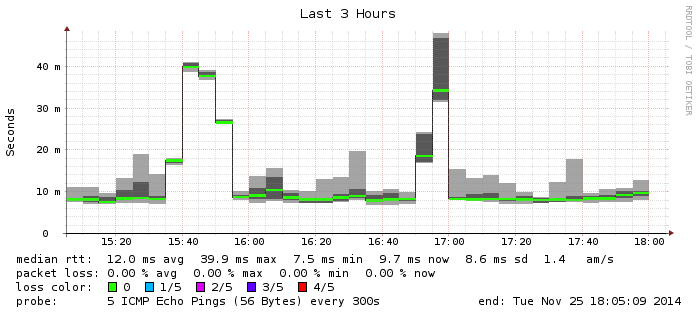 Last 3 Hours
RRDTOOL / TOBI OETIKER
Seconds
40 m
30 m
20 m
10 m
0
15:20 15:40 16:00 16:20 16:40 17:00 17:20 17:40 18:00
median rtt: 12.0 ms avg 39.9 ms max 7.5 ms min 9.7 ms now 8.6 ms sd 1.4 am/s
packet loss: 0.00 % avg 0.00 % max 0.00 % min 0.00 % now
loss color: 0 1/5 2/5 3/5 4/5
probe: 5 ICMP Echo Pings (56 Bytes) every 300s end: Tue Nov 25 18:05:09 2014